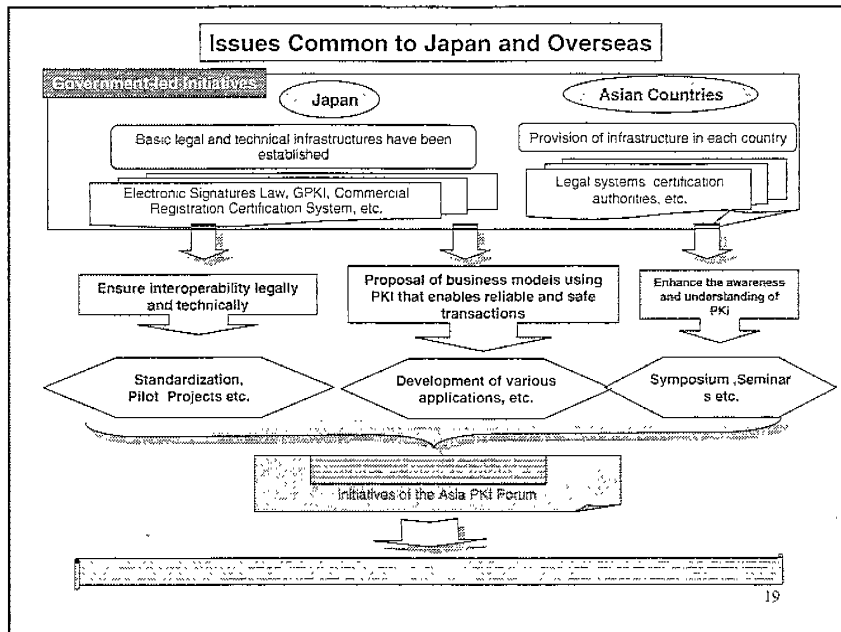 Issues Common to Japan and Overseas
Government-led Initiatives
Japan
Asian Countries
Basic legal and technical infrastructures have been
established
Provision of infrastructure in each country
Electronic Signatures Law, GPKI, Commercial
Registration Certification System, etc.
Legal systems certification
authorities, etc.
Ensure interoperability legally
and technically
Proposal of business models using
PKI that enables reliable and safe
transactions
Enhance the awareness
and understanding of
PKI
Standardization,
Pilot Projects etc.
Development of various
applications, etc.
Symposium ,Seminar
s etc.
Initiatives of the Asia PKI Forum
19